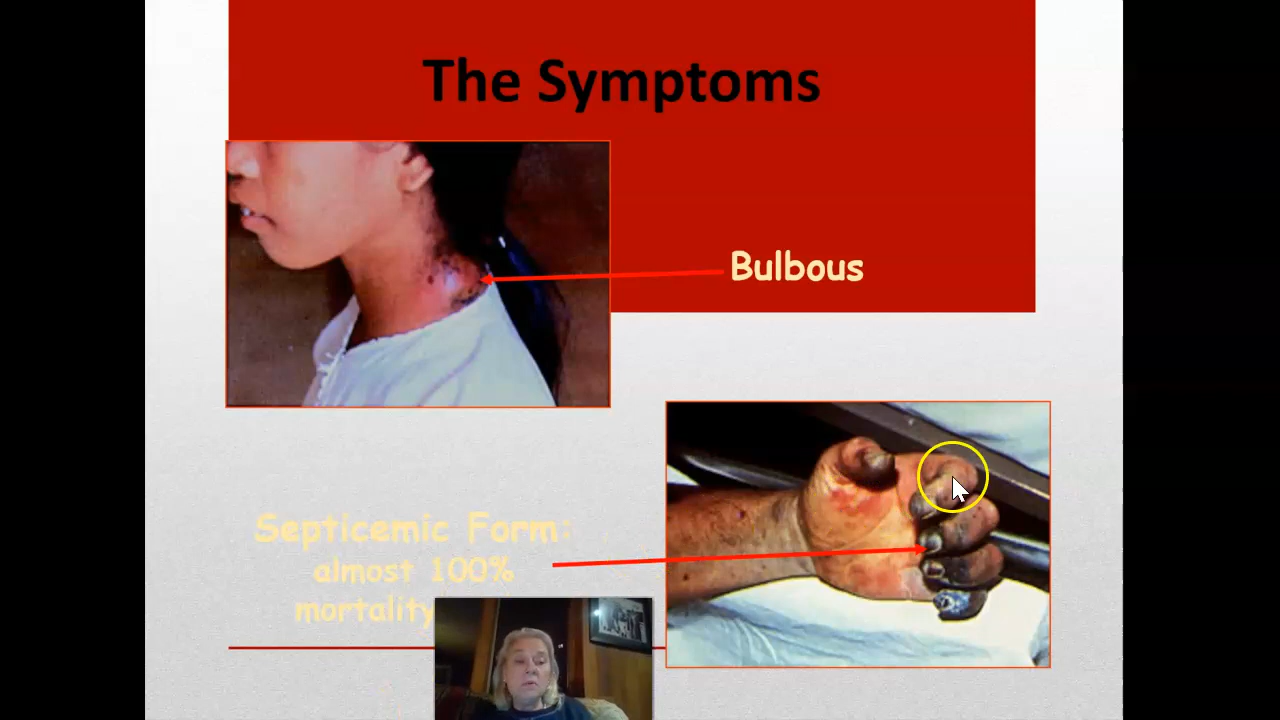 The Symptoms
Bulbous
Septicemic Form:
almost 100%
mortality